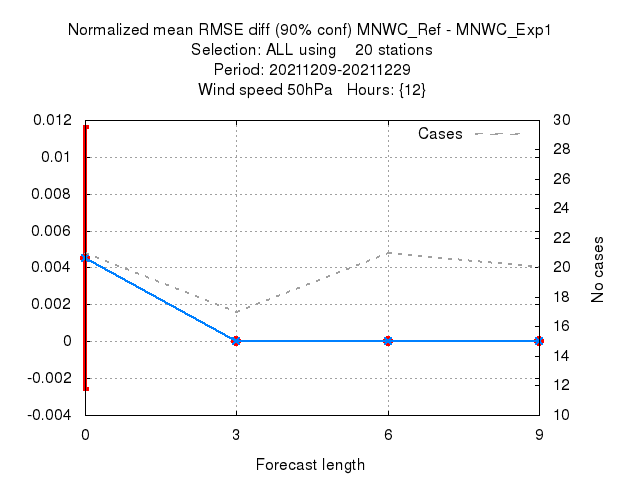 Normalized mean RMSE diff (90% conf) MNWC_Ref - MNWC_Exp1
Selection: ALL using    20 stations
Period: 20211209-20211229
Wind speed 50hPa   Hours: {12}
Cases
0.012
0.01
0.008
0.006
0.004
0.002
0
-0.002
-0.004
30
28
26
24
22
20
18
16
14
12
10
No cases
0 3 6 9
Forecast length